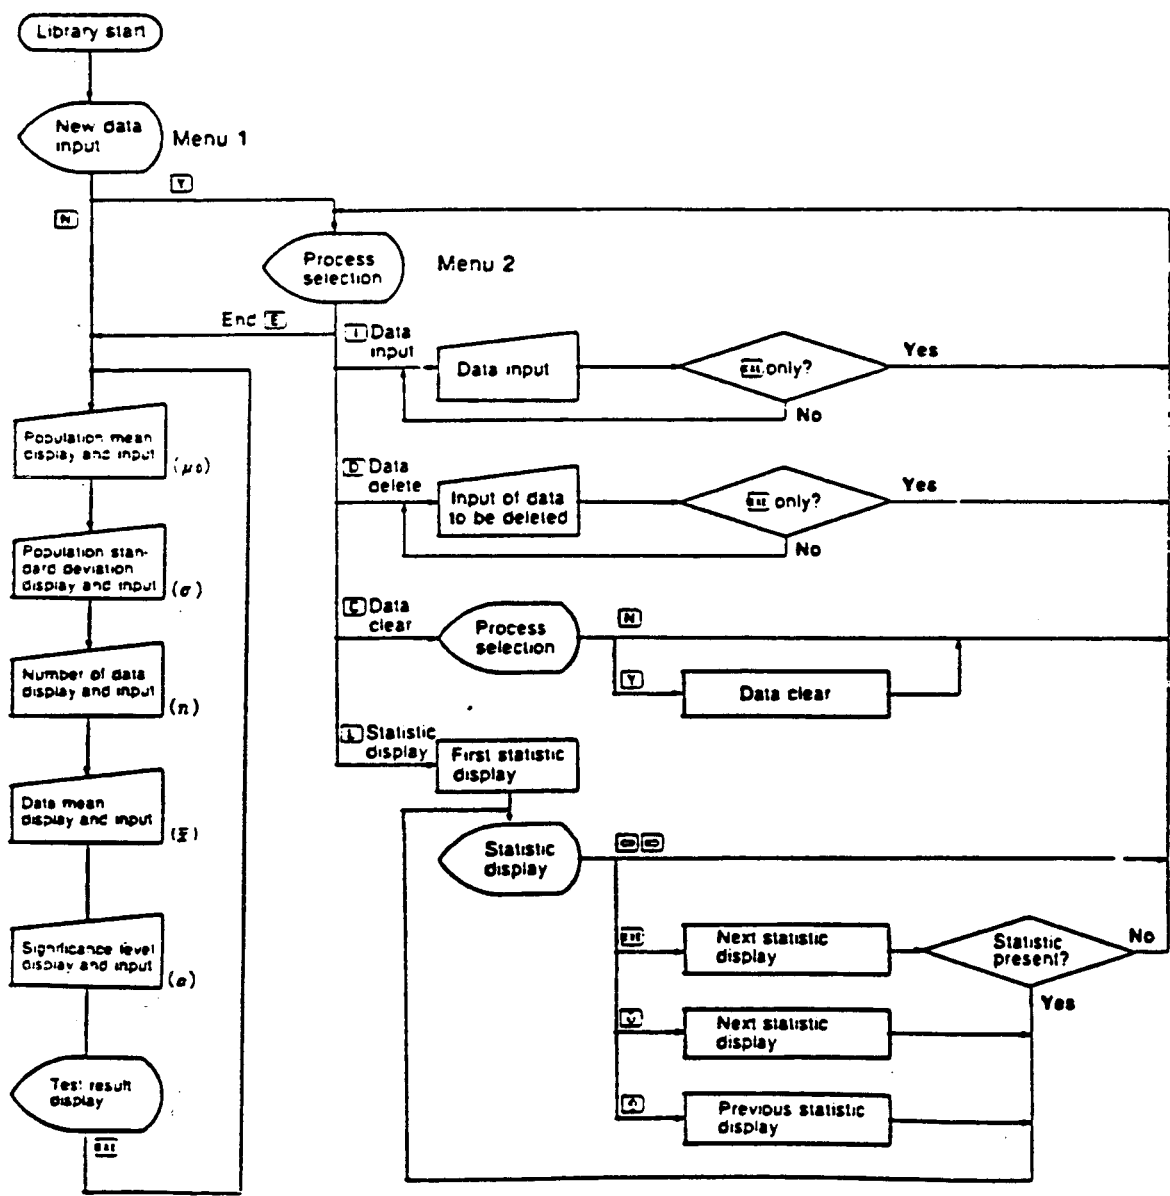 Library start
New data
input
Menu 1
Y
N
Process
selection
Menu 2
End E
I Data
input
Data input
EXE only?
Yes
No
Population mean
display and input
(μ0)
D Data
delete
Input of data
to be deleted
EXE only?
Yes
No
Population stan-
dard deviation
display and input
(σ)
C Data
clear
Process
selection
N
Y
Data clear
Number of data
display and input
(n)
L Statistic
display
First statistic
display
Data mean
display and input
(x̄)
Statistic
display
⇦ ⇨
EXE
Next statistic
display
Statistic
present?
No
Yes
Significance level
display and input
(α)
⇩
Next statistic
display
⇧
Previous statistic
display
Test result
display
EXE